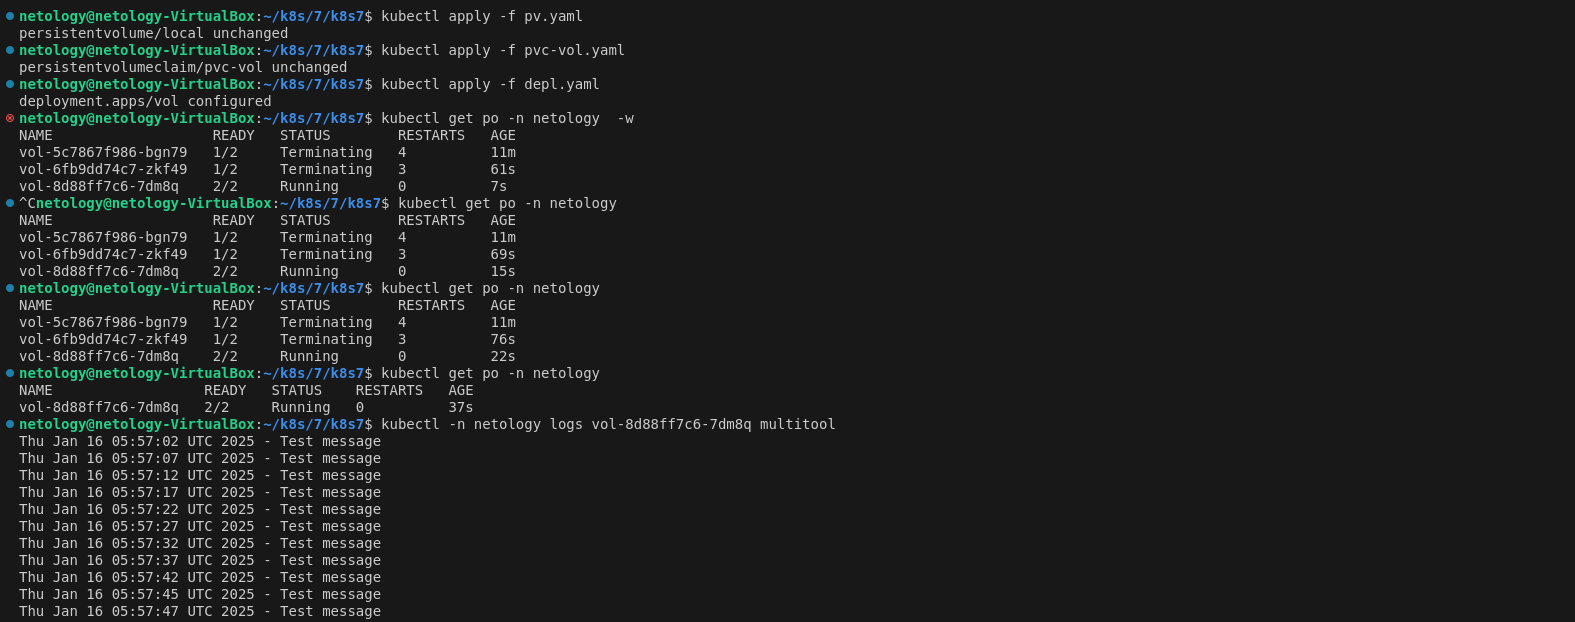 netology@netology-VirtualBox:~/k8s/7/k8s7$ kubectl apply -f pv.yaml
persistentvolume/local unchanged
netology@netology-VirtualBox:~/k8s/7/k8s7$ kubectl apply -f pvc-vol.yaml
persistentvolumeclaim/pvc-vol unchanged
netology@netology-VirtualBox:~/k8s/7/k8s7$ kubectl apply -f depl.yaml
deployment.apps/vol configured
netology@netology-VirtualBox:~/k8s/7/k8s7$ kubectl get po -n netology  -w
NAME                   READY   STATUS        RESTARTS   AGE
vol-5c7867f986-bgn79   1/2     Terminating   4          11m
vol-6fb9dd74c7-zkf49   1/2     Terminating   3          61s
vol-8d88ff7c6-7dm8q    2/2     Running       0          7s
^Cnetology@netology-VirtualBox:~/k8s/7/k8s7$ kubectl get po -n netology
NAME                   READY   STATUS        RESTARTS   AGE
vol-5c7867f986-bgn79   1/2     Terminating   4          11m
vol-6fb9dd74c7-zkf49   1/2     Terminating   3          69s
vol-8d88ff7c6-7dm8q    2/2     Running       0          15s
netology@netology-VirtualBox:~/k8s/7/k8s7$ kubectl get po -n netology
NAME                   READY   STATUS        RESTARTS   AGE
vol-5c7867f986-bgn79   1/2     Terminating   4          11m
vol-6fb9dd74c7-zkf49   1/2     Terminating   3          76s
vol-8d88ff7c6-7dm8q    2/2     Running       0          22s
netology@netology-VirtualBox:~/k8s/7/k8s7$ kubectl get po -n netology
NAME                  READY   STATUS    RESTARTS   AGE
vol-8d88ff7c6-7dm8q   2/2     Running   0          37s
netology@netology-VirtualBox:~/k8s/7/k8s7$ kubectl -n netology logs vol-8d88ff7c6-7dm8q multitool
Thu Jan 16 05:57:02 UTC 2025 - Test message
Thu Jan 16 05:57:07 UTC 2025 - Test message
Thu Jan 16 05:57:12 UTC 2025 - Test message
Thu Jan 16 05:57:17 UTC 2025 - Test message
Thu Jan 16 05:57:22 UTC 2025 - Test message
Thu Jan 16 05:57:27 UTC 2025 - Test message
Thu Jan 16 05:57:32 UTC 2025 - Test message
Thu Jan 16 05:57:37 UTC 2025 - Test message
Thu Jan 16 05:57:42 UTC 2025 - Test message
Thu Jan 16 05:57:45 UTC 2025 - Test message
Thu Jan 16 05:57:47 UTC 2025 - Test message